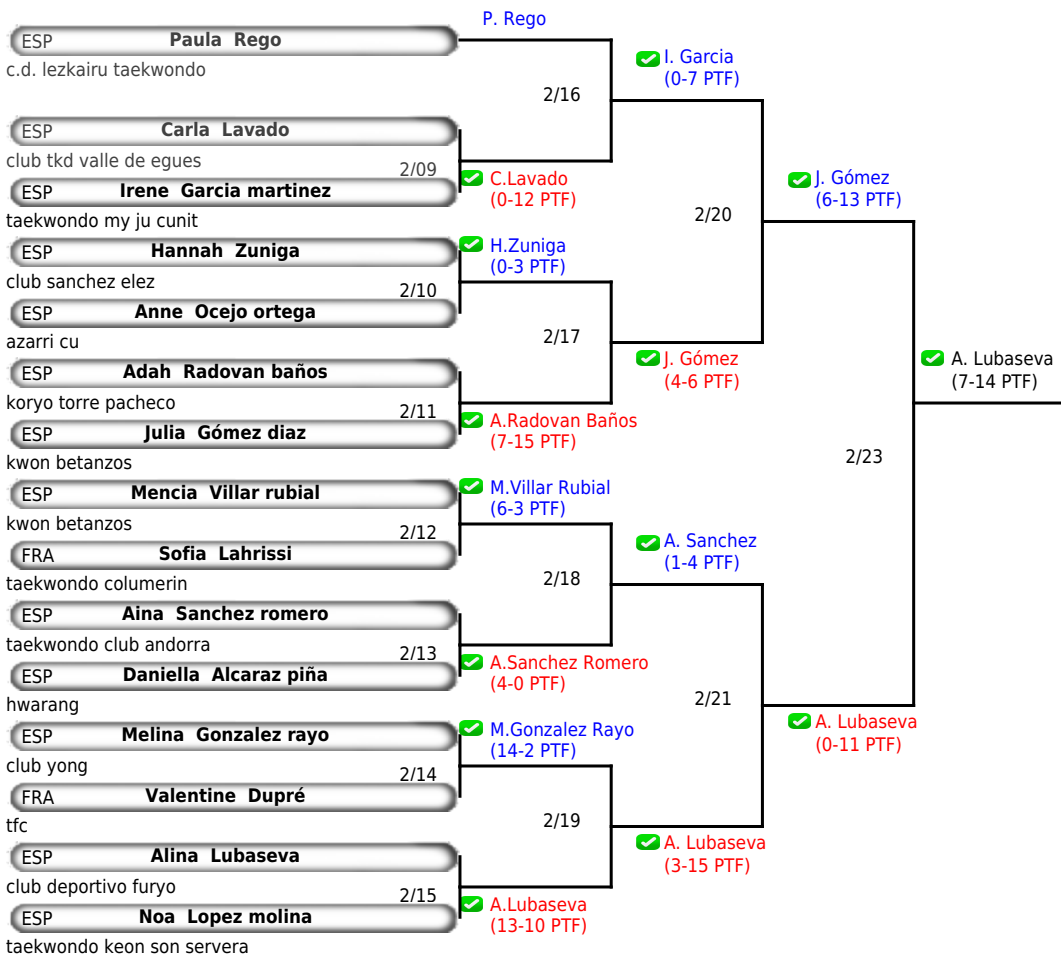 P. Rego
ESP Paula Rego
c.d. lezkairu taekwondo
I. Garcia
(0-7 PTF)
2/16
ESP Carla Lavado
club tkd valle de egues
2/09
ESP Irene Garcia martinez
taekwondo my ju cunit
C.Lavado
(0-12 PTF)
J. Gómez
(6-13 PTF)
2/20
ESP Hannah Zuniga
club sanchez elez
H.Zuniga
(0-3 PTF)
2/10
ESP Anne Ocejo ortega
azarri cu
2/17
ESP Adah Radovan baños
koryo torre pacheco
J. Gómez
(4-6 PTF)
A. Lubaseva
(7-14 PTF)
2/11
ESP Julia Gómez diaz
kwon betanzos
A.Radovan Baños
(7-15 PTF)
2/23
ESP Mencia Villar rubial
kwon betanzos
M.Villar Rubial
(6-3 PTF)
2/12
ESP
FRA Sofia Lahrissi
taekwondo columerin
A. Sanchez
(1-4 PTF)
2/18
ESP Aina Sanchez romero
taekwondo club andorra
2/13
ESP Daniella Alcaraz piña
hwarang
A.Sanchez Romero
(4-0 PTF)
2/21
ESP Melina Gonzalez rayo
club yong
M.Gonzalez Rayo
(14-2 PTF)
A. Lubaseva
(0-11 PTF)
2/14
FRA Valentine Dupré
tfc
2/19
ESP Alina Lubaseva
club deportivo furyo
A. Lubaseva
(3-15 PTF)
2/15
ESP Noa Lopez molina
taekwondo keon son servera
A.Lubaseva
(13-10 PTF)